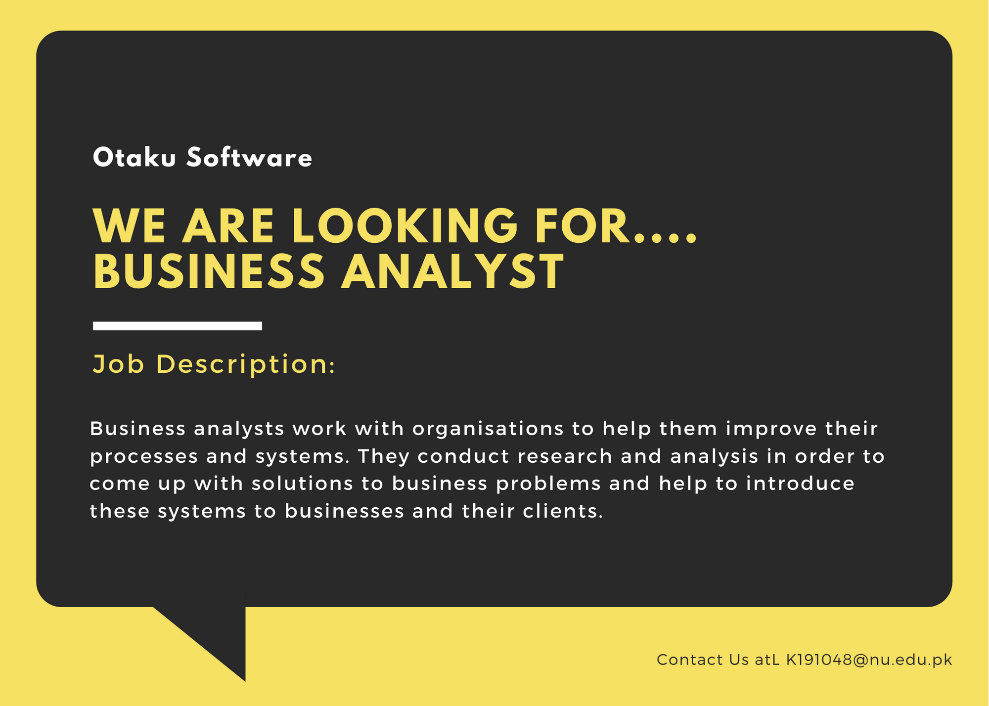 Otaku Software
WE ARE LOOKING FOR....
BUSINESS ANALYST
Job Description:
Business analysts work with organisations to help them improve their
processes and systems. They conduct research and analysis in order to
come up with solutions to business problems and help to introduce
these systems to businesses and their clients.
Contact Us atL K191048@nu.edu.pk